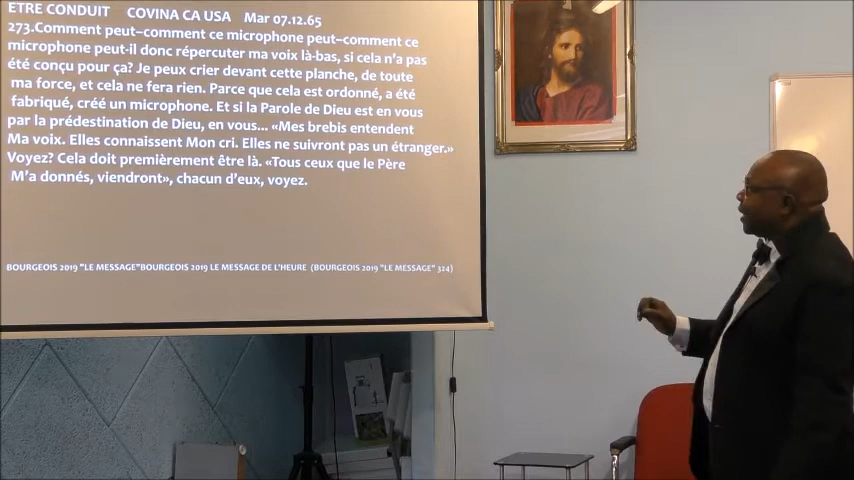 ETRE CONDUIT COVINA CA USA Mar 07.12.65
273.Comment peut–comment ce microphone peut–comment ce
microphone peut-il donc répercuter ma voix là-bas, si cela n'a pas
été conçu pour ça? Je peux crier devant cette planche, de toute
ma force, et cela ne fera rien. Parce que cela est ordonné, a été
fabriqué, créé un microphone. Et si la Parole de Dieu est en vous
par la prédestination de Dieu, en vous... «Mes brebis entendent
Ma voix. Elles connaissent Mon cri. Elles ne suivront pas un étranger.»
Voyez? Cela doit premièrement être là. «Tous ceux que le Père
M'a donnés, viendront», chacun d'eux, voyez.
BOURGEOIS 2019 "LE MESSAGE"BOURGEOIS 2019 LE MESSAGE DE L'HEURE (BOURGEOIS 2019 "LE MESSAGE" 324)